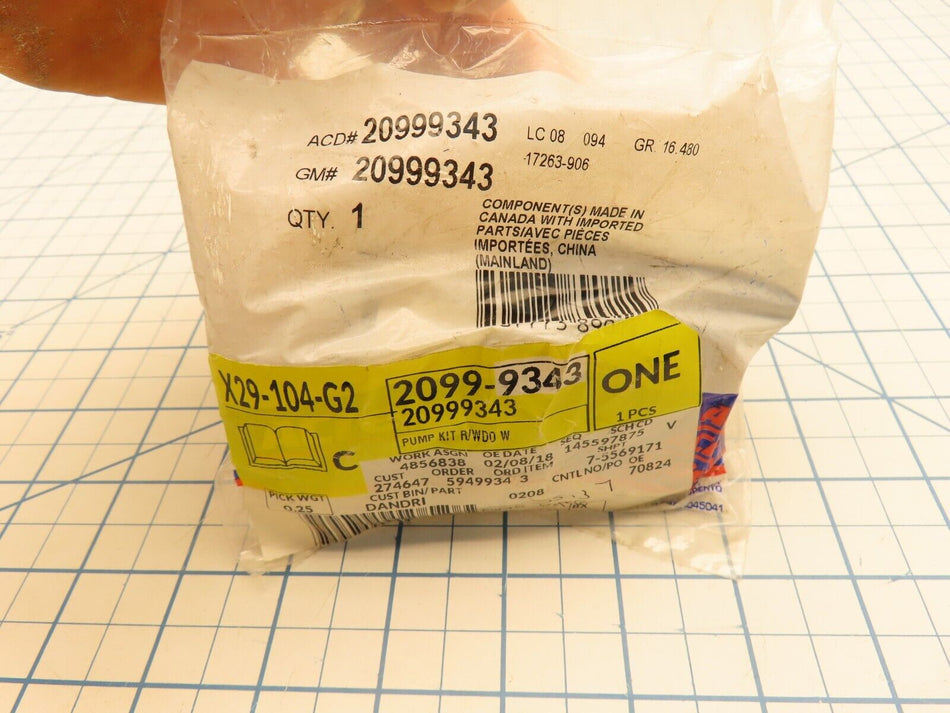 ACD# 20999343 LC 08 094 GR. 16.480
GM# 20999343 17263-906
QTY. 1
COMPONENT(S) MADE IN
CANADA WITH IMPORTED
PARTS/AVEC PIÈCES
IMPORTÉES, CHINA
(MAINLAND)
X29-104-G2
2099-9343
20999343
PUMP KIT R/WDO W
ONE
1 PCS
C
WORK ASGN OE DATE SEQ SCH CD
4856838 02/08/18 145597875 V
CUST ORDER ORD ITEM SHPT
274647 5949934 3 7-5569171
CUST BIN/ PART CNTL NO/PO OE
DANDRI 0208 70824
PICK WGT
0.25
045041